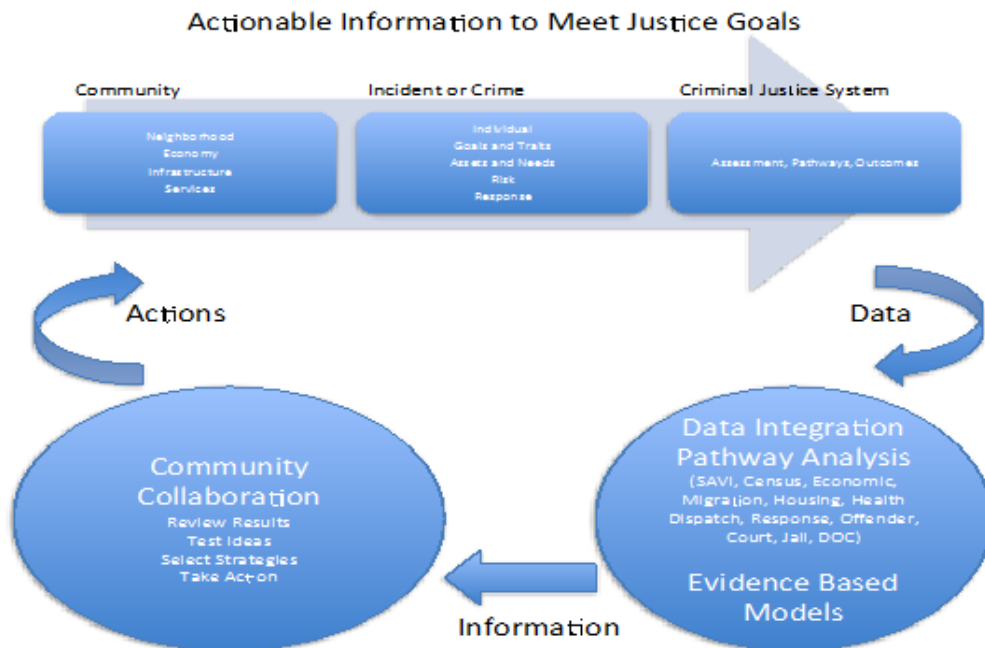 Actionable Information to Meet Justice Goals
Community
Neighborhood
Economy
Infrastructure
Services
Incident or Crime
Individual
Goals and Traits
Assets and Needs
Risk
Response
Criminal Justice System
Assessment, Pathways, Outcomes
Actions
Data
Community
Collaboration
Review Results
Test Ideas
Select Strategies
Take Action
Data Integration
Pathway Analysis
(SAVI, Census, Economic,
Migration, Housing, Health
Dispatch, Response, Offender,
Court, Jail, DOC)
Evidence Based
Models
Information